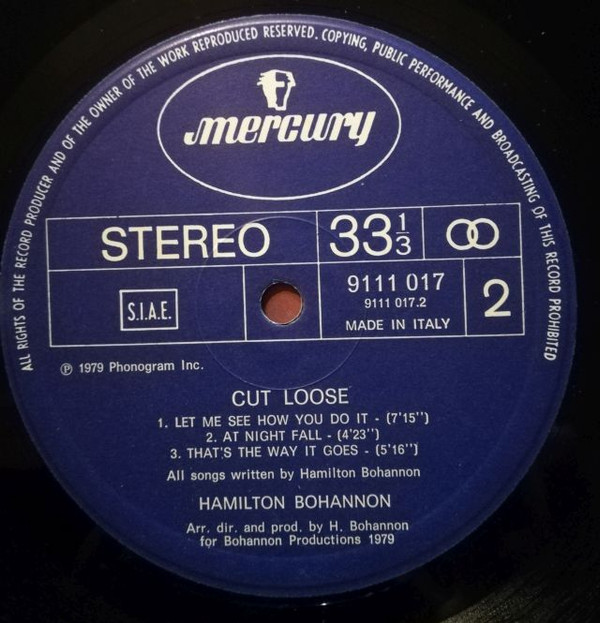 ALL RIGHTS OF THE RECORD PRODUCER AND OF THE OWNER OF THE WORK REPRODUCED RESERVED. COPYING, PUBLIC PERFORMANCE AND BROADCASTING OF THIS RECORD PROHIBITED
mercury
STEREO
33 1/3
S.I.A.E.
9111 017
9111 017.2
MADE IN ITALY
2
℗ 1979 Phonogram Inc.
CUT LOOSE
1. LET ME SEE HOW YOU DO IT - (7'15'')
2. AT NIGHT FALL - (4'23'')
3. THAT'S THE WAY IT GOES - (5'16'')
All songs written by Hamilton Bohannon
HAMILTON BOHANNON
Arr. dir. and prod. by H. Bohannon
for Bohannon Productions 1979